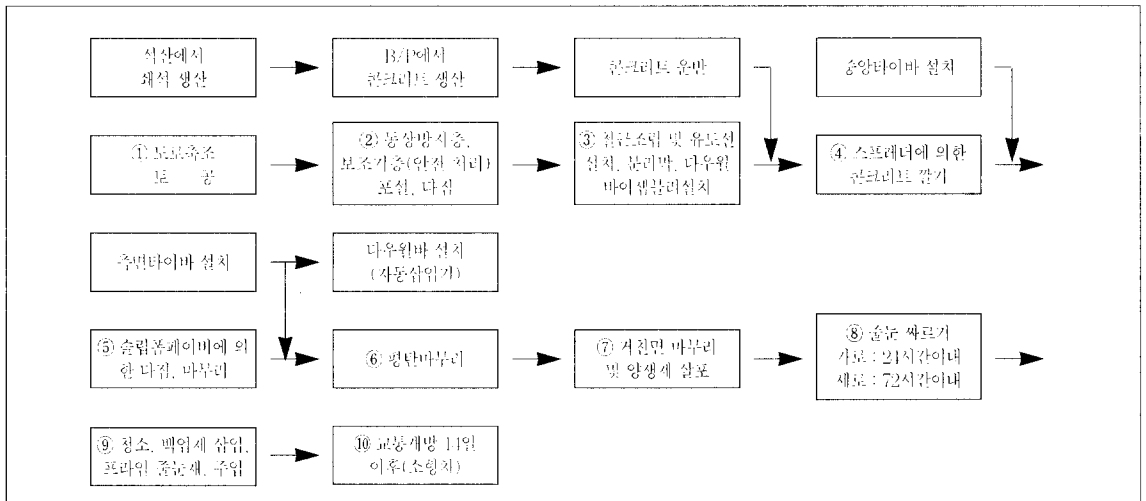 석산에서
쇄석 생산
B/P에서
콘크리트 생산
콘크리트 운반
중앙타이바 설치
① 도로축조
토 공
② 동상방지층,
보조기층(안정 처리)
포설, 다짐
③ 철근조립 및 유도선
설치, 분리막, 다우웰
바어셈블리설치
④ 스프레더에 의한
콘크리트 깔기
측면타이바 설치
다우웰바 설치
(자동삽입기)
⑤ 슬립폼페이버에 의
한 다짐, 마무리
⑥ 평탄마무리
⑦ 거친면 마무리
및 양생제 살포
⑧ 줄눈 짜르기
가로 : 24시간이내
세로 : 72시간이내
⑨ 청소, 백업제 삽입,
프라임 줄눈재, 주입
⑩ 교통개방 14일
이후(소형차)